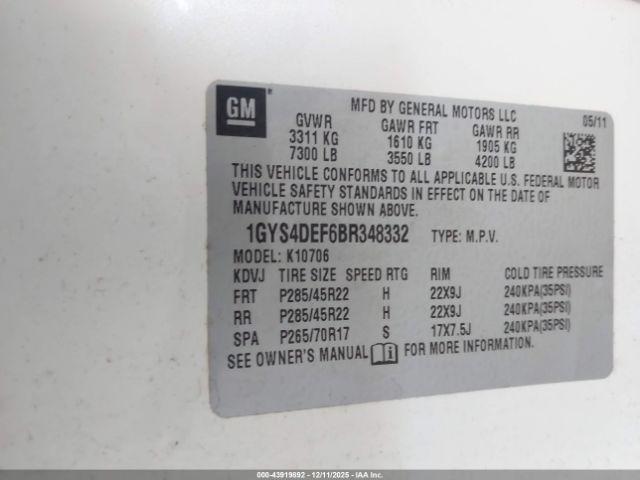 GM
MFD BY GENERAL MOTORS LLC 05/11
GVWR GAWR FRT GAWR RR
3311 KG 1610 KG 1905 KG
7300 LB 3550 LB 4200 LB
THIS VEHICLE CONFORMS TO ALL APPLICABLE U.S. FEDERAL MOTOR
VEHICLE SAFETY STANDARDS IN EFFECT ON THE DATE OF
MANUFACTURE SHOWN ABOVE.
1GYS4DEF6BR348332 TYPE: M.P.V.
MODEL: K10706
KDVJ TIRE SIZE SPEED RTG RIM COLD TIRE PRESSURE
FRT P285/45R22 H 22X9J 240KPA(35PSI)
RR P285/45R22 H 22X9J 240KPA(35PSI)
SPA P265/70R17 S 17X7.5J 240KPA(35PSI)
SEE OWNER'S MANUAL FOR MORE INFORMATION.
000-43919892 - 12/11/2025 - IAAI.COM